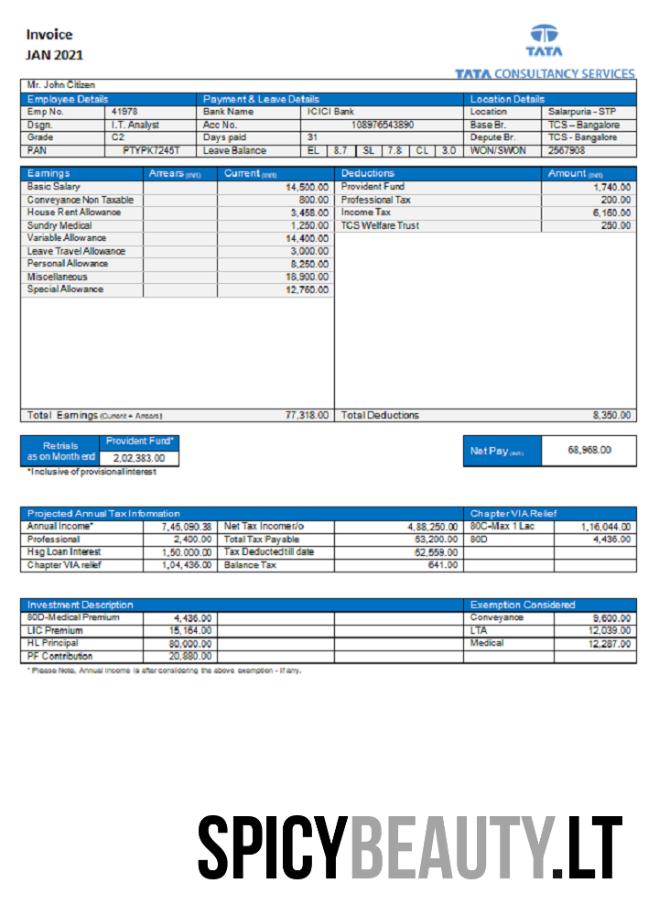 Invoice
JAN 2021
TATA
TATA CONSULTANCY SERVICES
Mr. John Citizen
Employee Details Payment & Leave Details Location Details
Emp No. 41978 Bank Name ICICI Bank Location Salarpuria - STP
Dsgn. I.T. Analyst Acc No. 108976543890 Base Br. TCS – Bangalore
Grade C2 Days paid 31 Depute Br. TCS - Bangalore
PAN PTYPK7245T Leave Balance EL 8.7 SL 7.8 CL 3.0 WON/SWON 2567908
Earnings Arrears (INR) Current (INR) Deductions Amount (INR)
Basic Salary 14,500.00 Provident Fund 1,740.00
Conveyance Non Taxable 800.00 Professional Tax 200.00
House Rent Allowance 3,458.00 Income Tax 6,160.00
Sundry Medical 1,250.00 TCS Welfare Trust 250.00
Variable Allowance 14,400.00
Leave Travel Allowance 3,000.00
Personal Allowance 8,250.00
Miscellaneous 18,900.00
Special Allowance 12,760.00
Total Earnings (Current + Arrears) 77,318.00 Total Deductions 8,350.00
Retrials as on Month end Provident Fund*
2,02,383.00
Net Pay (INR) 68,968.00
*Inclusive of provisional interest
Projected Annual Tax Information Chapter VIA Relief
Annual Income* 7,45,090.38 Net Tax Income r/o 4,88,250.00 80C-Max 1 Lac 1,16,044.00
Professional 2,400.00 Total Tax Payable 53,200.00 80D 4,436.00
Hsg Loan Interest 1,50,000.00 Tax Deducted till date 52,559.00
Chapter VIA relief 1,04,436.00 Balance Tax 641.00
Investment Description Exemption Considered
80D-Medical Premium 4,436.00 Conveyance 9,600.00
LIC Premium 15,164.00 LTA 12,039.00
HL Principal 80,000.00 Medical 12,287.00
PF Contribution 20,880.00
* Please Note, Annual Income is after considering the above exemption - if any.
SPICYBEAUTY.LT